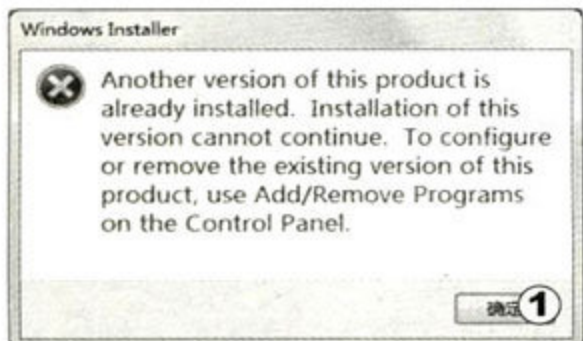 Windows Installer
Another version of this product is
already installed. Installation of this
version cannot continue. To configure
or remove the existing version of this
product, use Add/Remove Programs
on the Control Panel.
确定
1